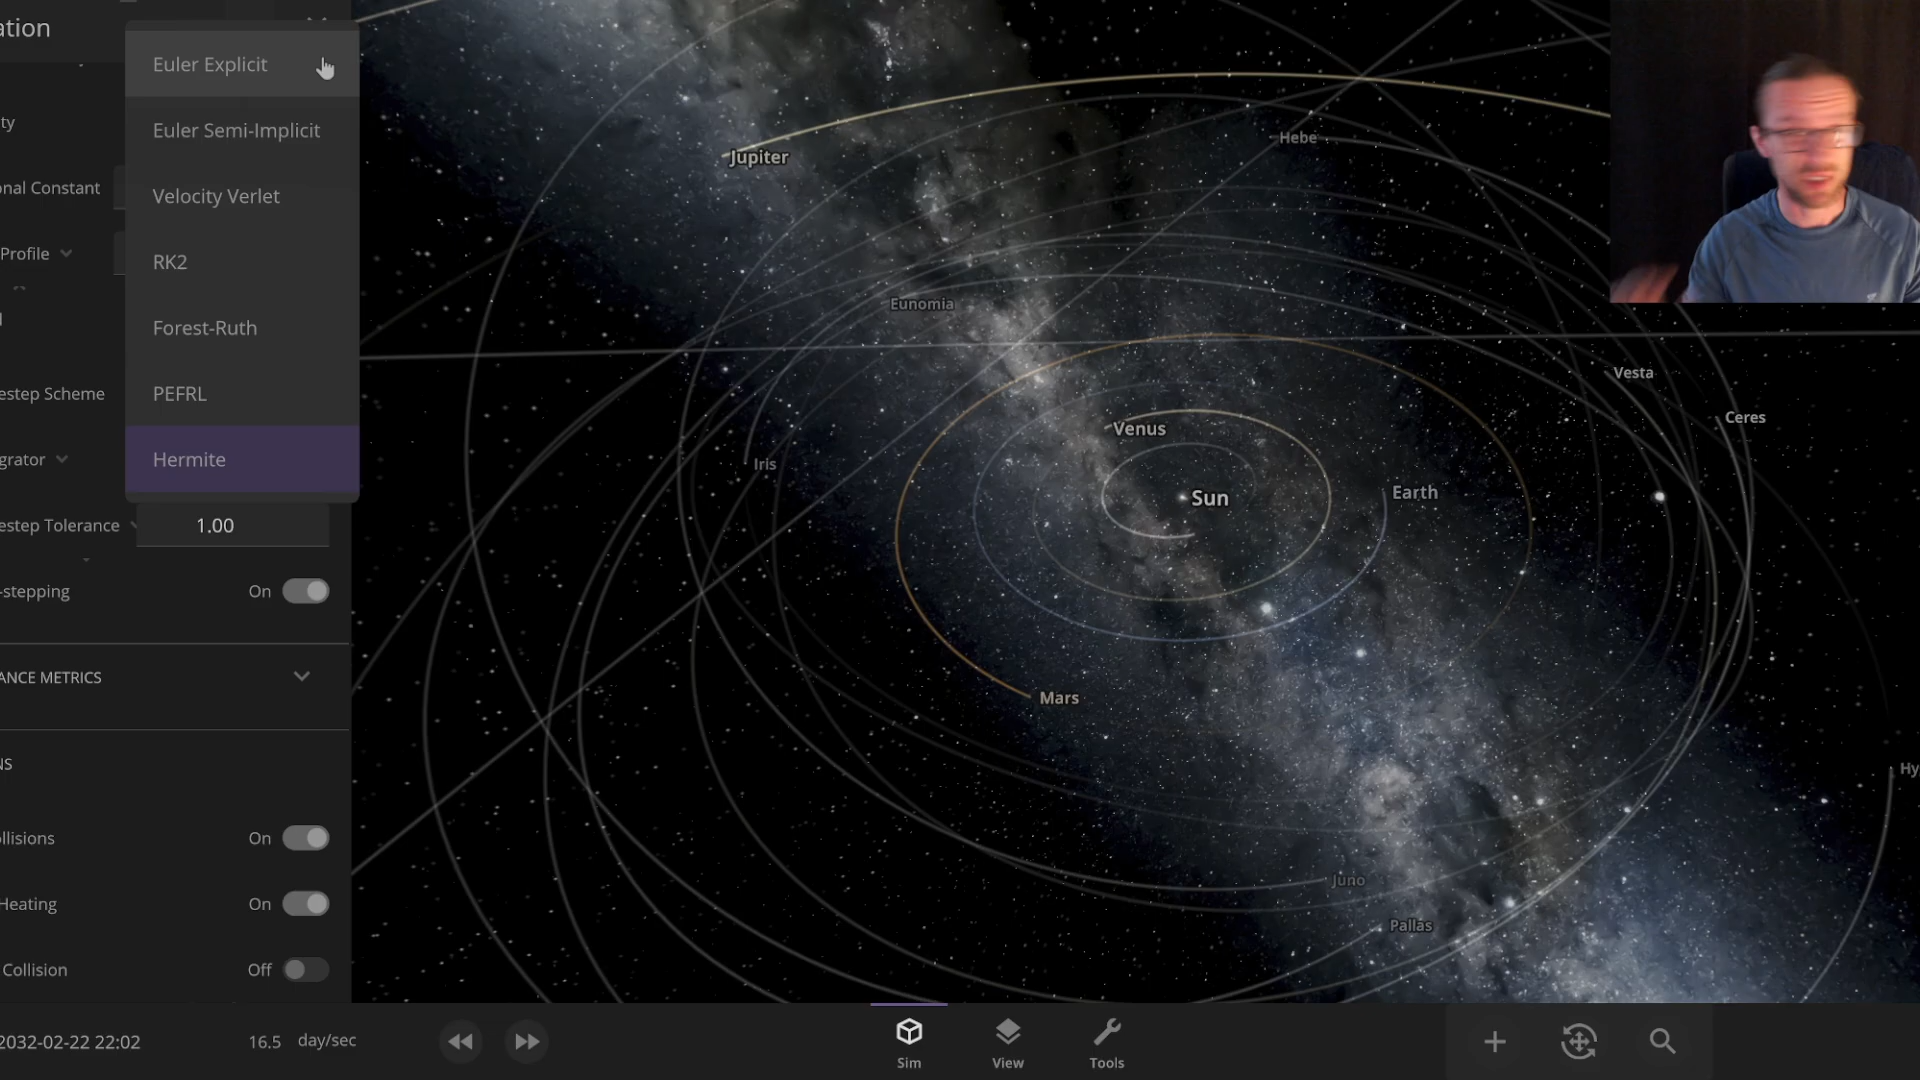 ation
Euler Explicit
Euler Semi-Implicit
Velocity Verlet
RK2
Forest-Ruth
PEFRL
Hermite
ty
onal Constant
Profile
estep Scheme
grator
estep Tolerance
1.00
-stepping
On
ANCE METRICS
NS
llisions
On
Heating
On
Collision
Off
Jupiter
Hebe
Eunomia
Vesta
Ceres
Venus
Iris
Sun
Earth
Mars
Hy
Juno
Pallas
2032-02-22 22:02
16.5
day/sec
Sim
View
Tools